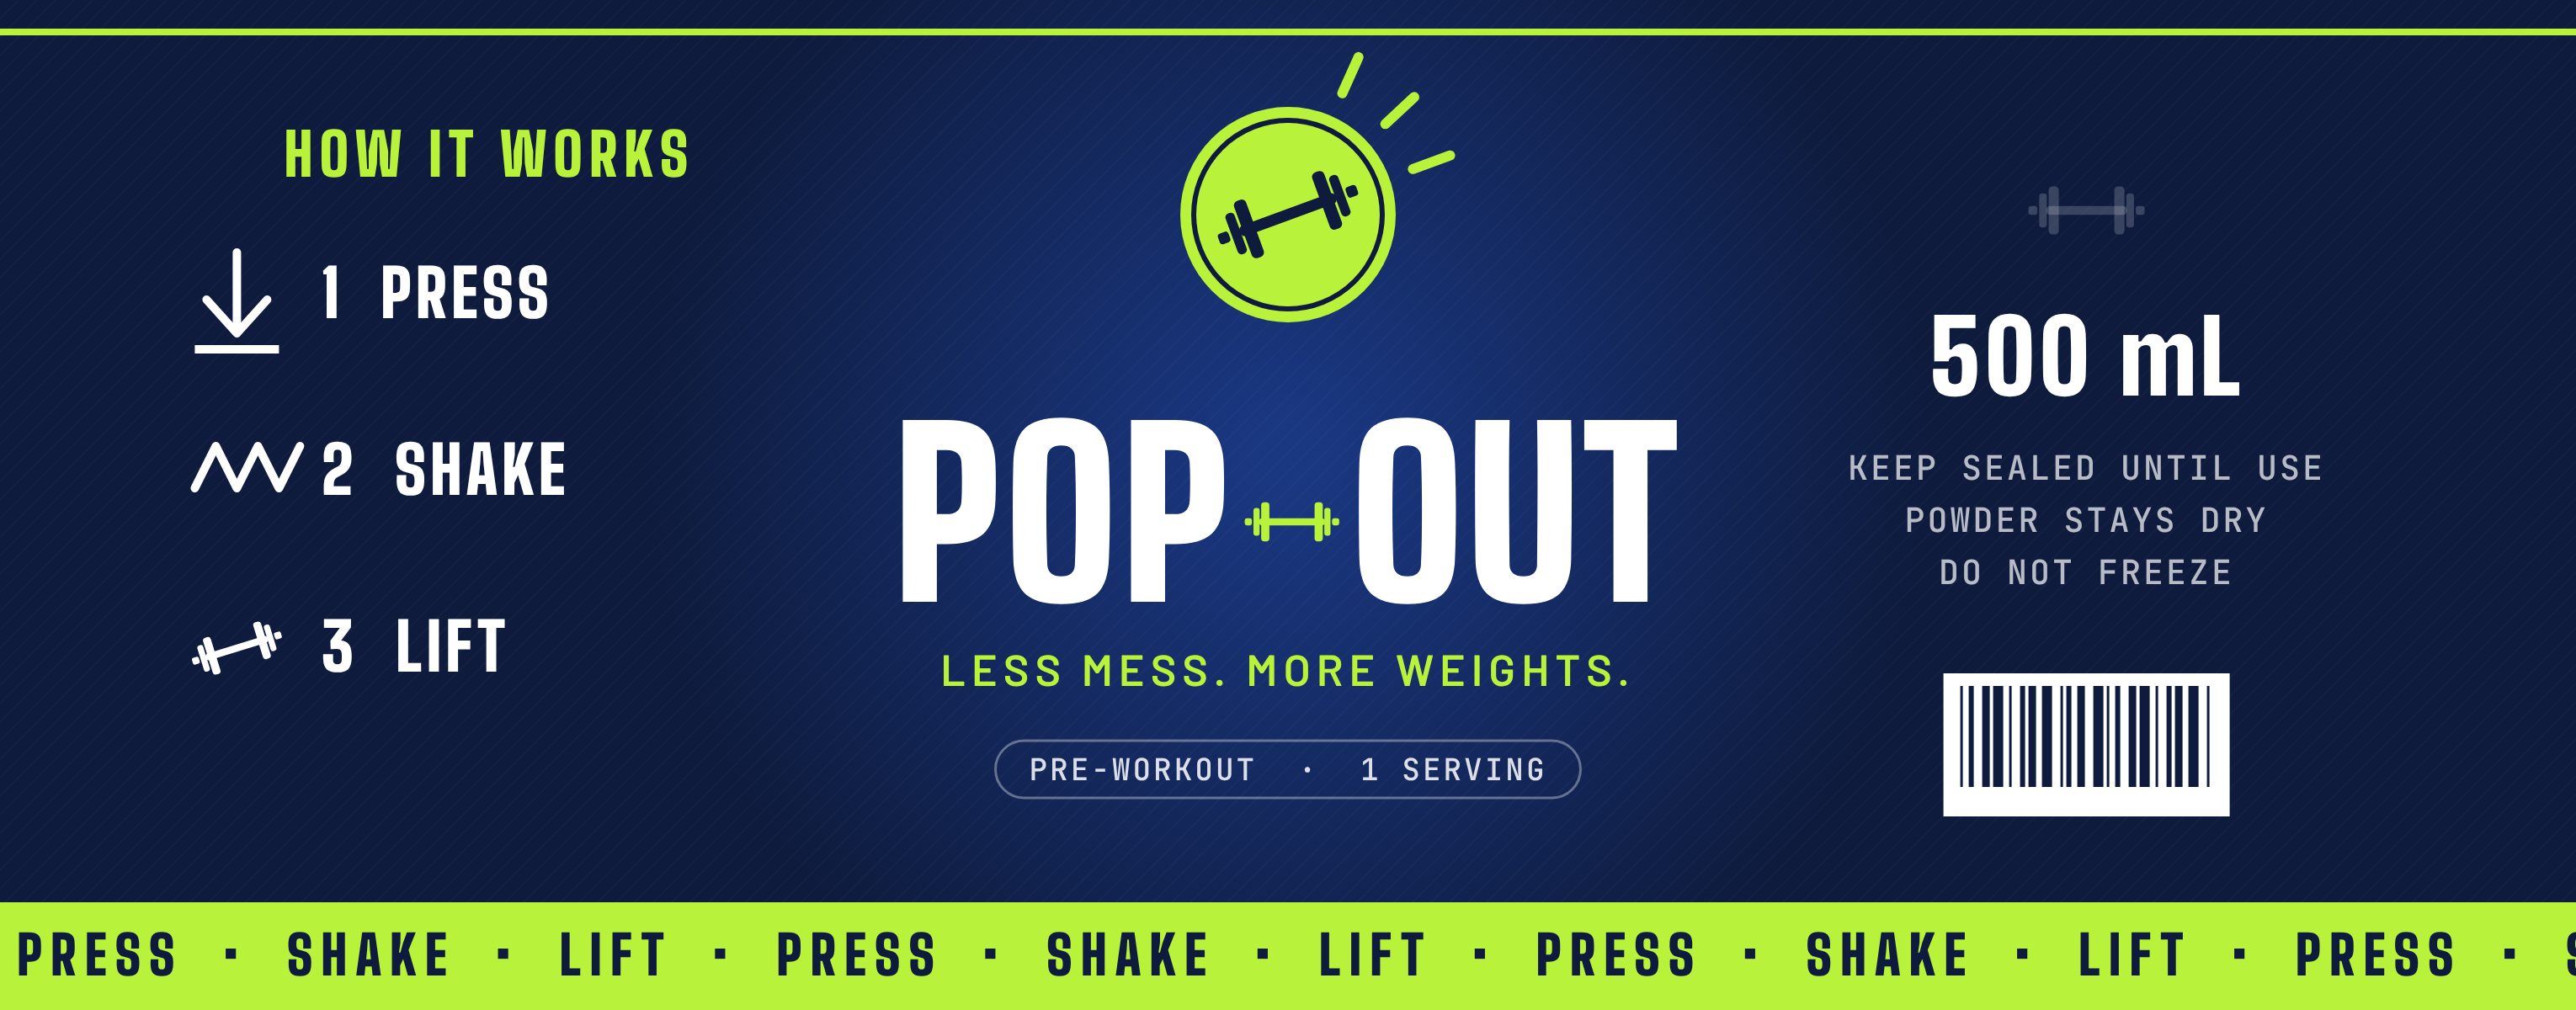 HOW IT WORKS
1 PRESS
2 SHAKE
3 LIFT
POP OUT
LESS MESS. MORE WEIGHTS.
PRE-WORKOUT · 1 SERVING
500 mL
KEEP SEALED UNTIL USE
POWDER STAYS DRY
DO NOT FREEZE
PRESS · SHAKE · LIFT · PRESS · SHAKE · LIFT · PRESS · SHAKE · LIFT · PRESS ·